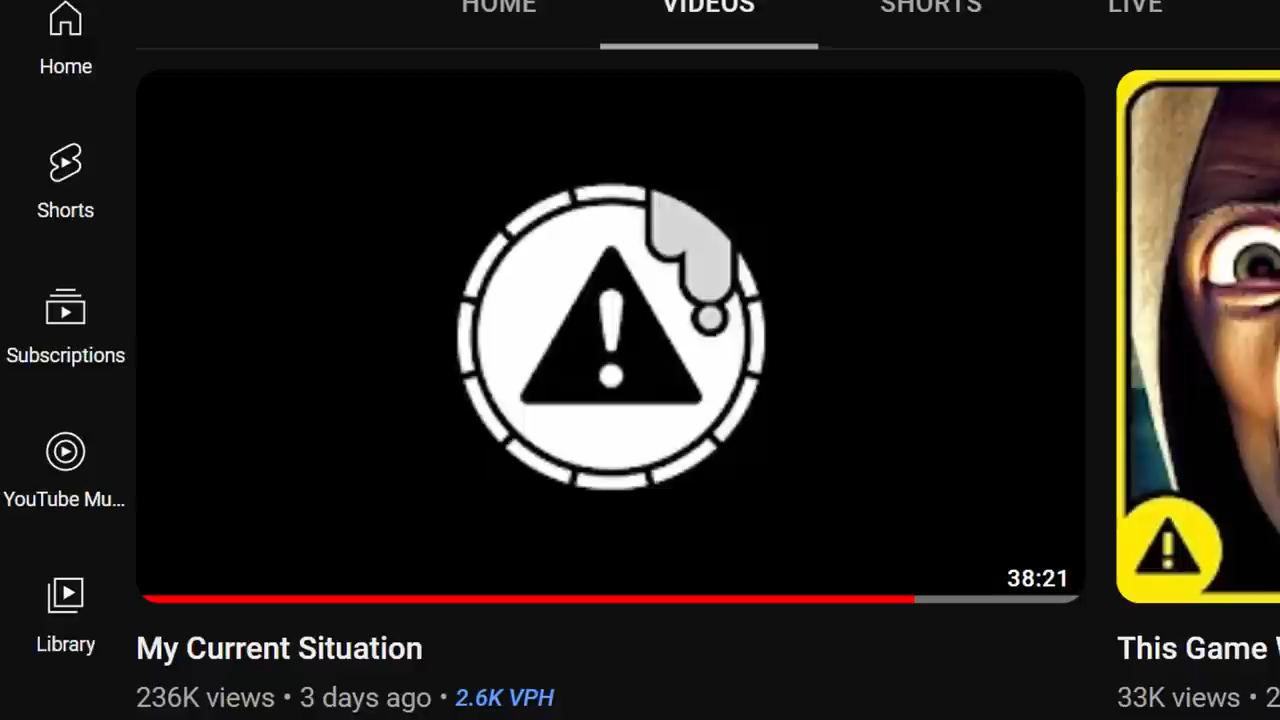 HOME VIDEOS SHORTS LIVE
Home
Shorts
Subscriptions
YouTube Mu...
Library
38:21
My Current Situation
236K views • 3 days ago • 2.6K VPH
This Game
33K views • 2